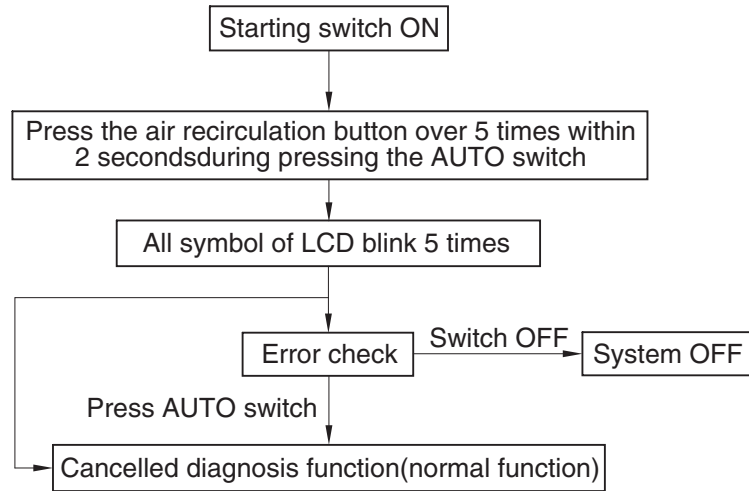 Starting switch ON
Press the air recirculation button over 5 times within
2 secondsduring pressing the AUTO switch
All symbol of LCD blink 5 times
Error check
Switch OFF
System OFF
Press AUTO switch
Cancelled diagnosis function(normal function)